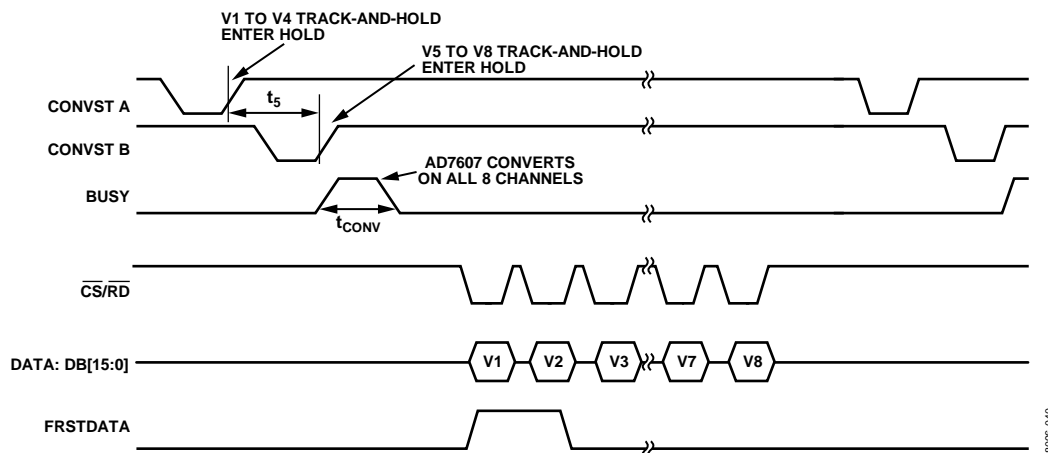 V1 TO V4 TRACK-AND-HOLD
ENTER HOLD
V5 TO V8 TRACK-AND-HOLD
ENTER HOLD
CONVST A
t5
CONVST B
AD7607 CONVERTS
ON ALL 8 CHANNELS
BUSY
tCONV
CS/RD
DATA: DB[15:0]
V1
V2
V3
V7
V8
FRSTDATA